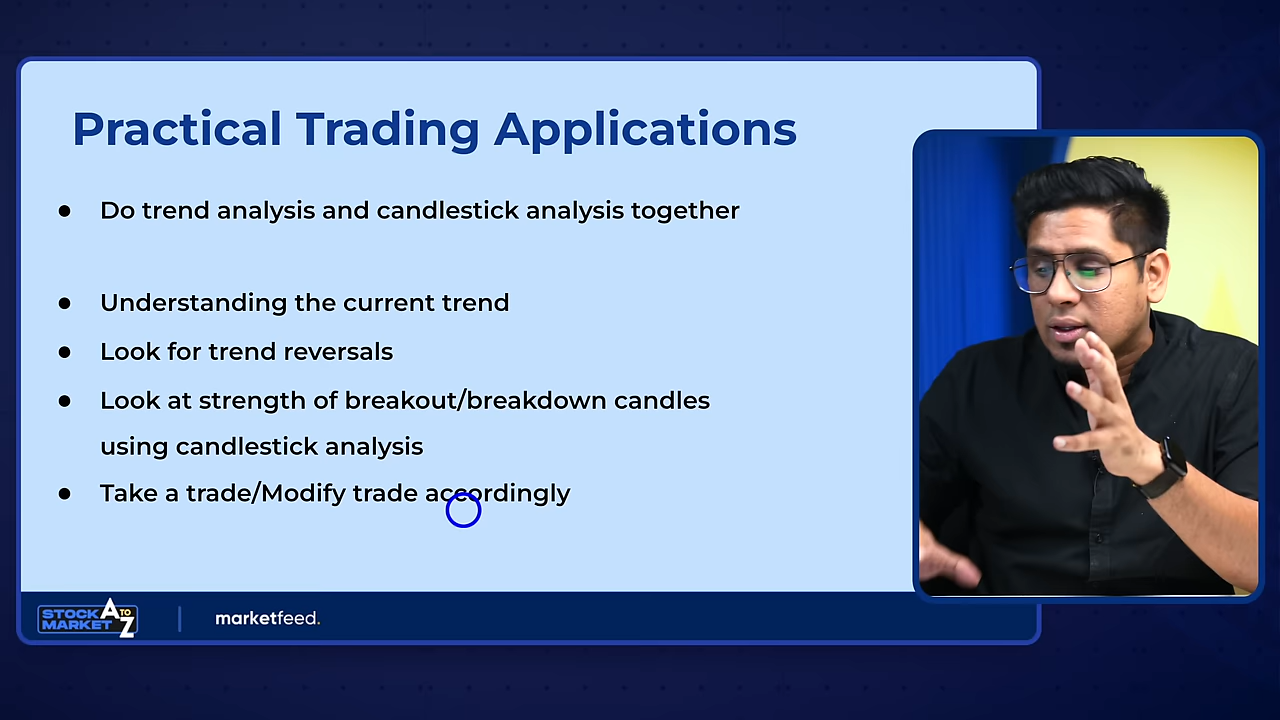 Practical Trading Applications
● Do trend analysis and candlestick analysis together
● Understanding the current trend
● Look for trend reversals
● Look at strength of breakout/breakdown candles
using candlestick analysis
● Take a trade/Modify trade accordingly
STOCK MARKET A TO Z
marketfeed.